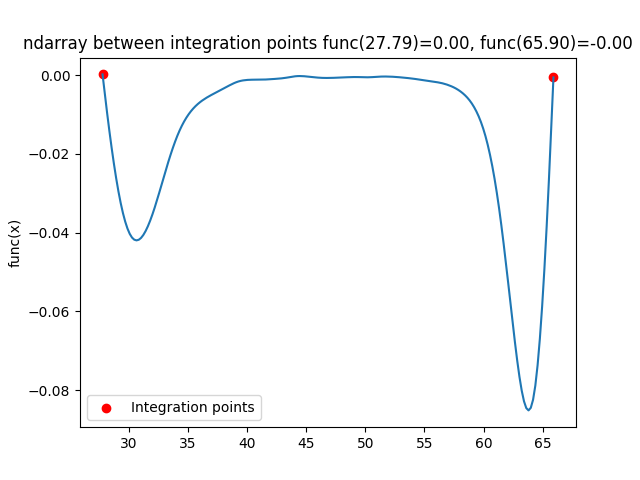 ndarray between integration points func(27.79)=0.00, func(65.90)=-0.00
0.00
−0.02
−0.04
−0.06
−0.08
func(x)
Integration points
30 35 40 45 50 55 60 65